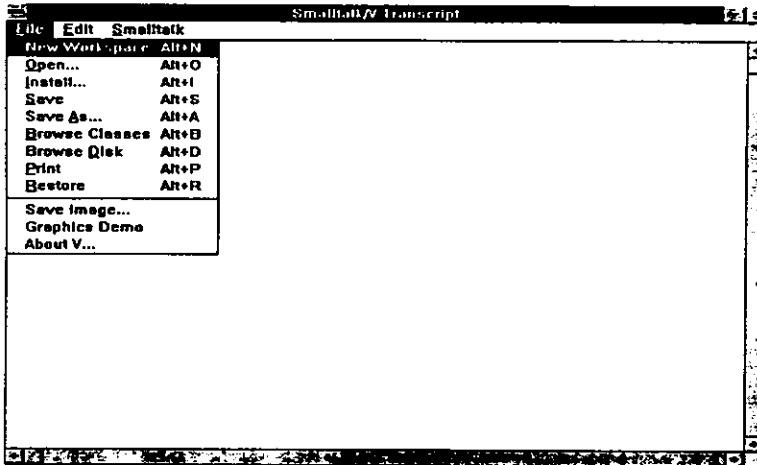 Smalltalk/V Transcript
File Edit Smalltalk
New Workspace Alt+N
Open... Alt+O
Install... Alt+I
Save Alt+S
Save As... Alt+A
Browse Classes Alt+B
Browse Disk Alt+D
Print Alt+P
Restore Alt+R
Save Image...
Graphics Demo
About V...